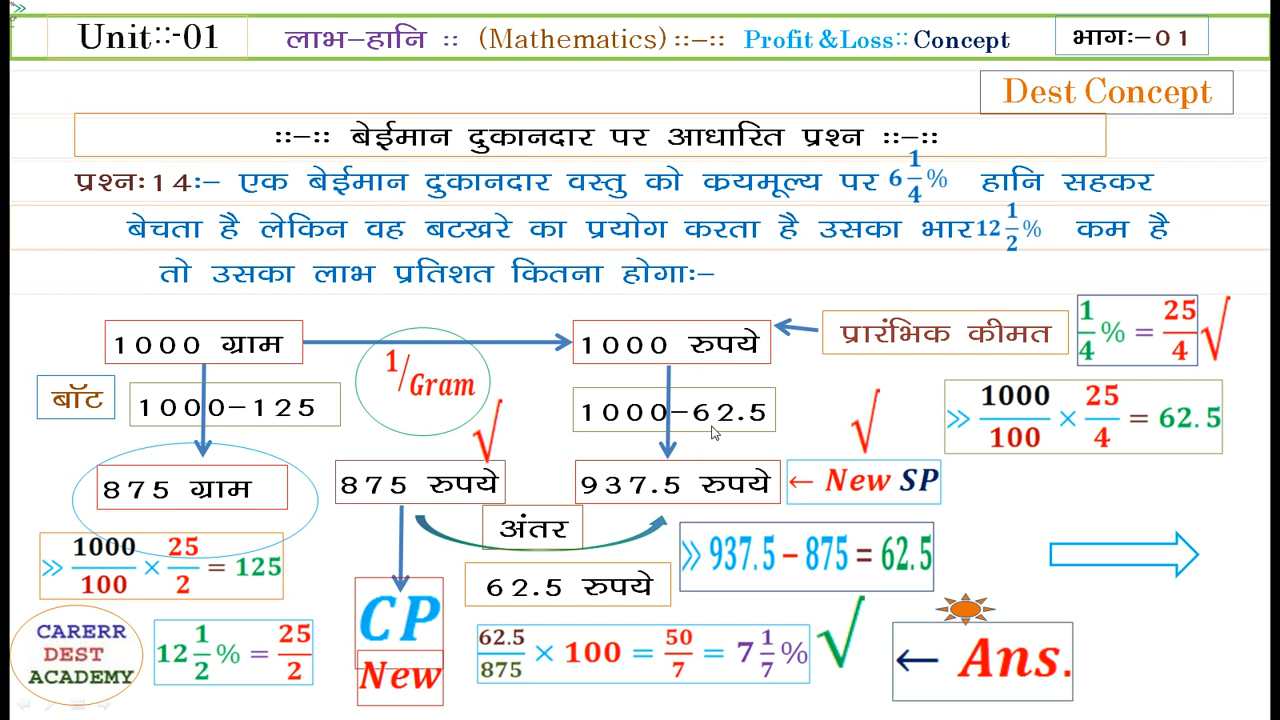 Unit::-01
लाभ-हानि :: (Mathematics) ::-:: Profit &Loss:: Concept
भागः-01
Dest Concept
::-:: बेईमान दुकानदार पर आधारित प्रश्न ::-::
प्रश्नः14ः- एक बेईमान दुकानदार वस्तु को क्रयमूल्य पर 6 1/4 % हानि सहकर
बेचता है लेकिन वह बटखरे का प्रयोग करता है उसका भार 12 1/2 % कम है
तो उसका लाभ प्रतिशत कितना होगाः-
1000 ग्राम
1000 रुपये
प्रारंभिक कीमत
1/4 % = 25/4 √
बॉट
1000-125
1/Gram
1000-62.5
» 1000/100 × 25/4 = 62.5
√
√
875 ग्राम
875 रुपये
937.5 रुपये
← New SP
अंतर
» 1000/100 × 25/2 = 125
» 937.5 - 875 = 62.5
62.5 रुपये
CP
New
CARERR
DEST
ACADEMY
12 1/2 % = 25/2
62.5/875 × 100 = 50/7 = 7 1/7 % √
← Ans.